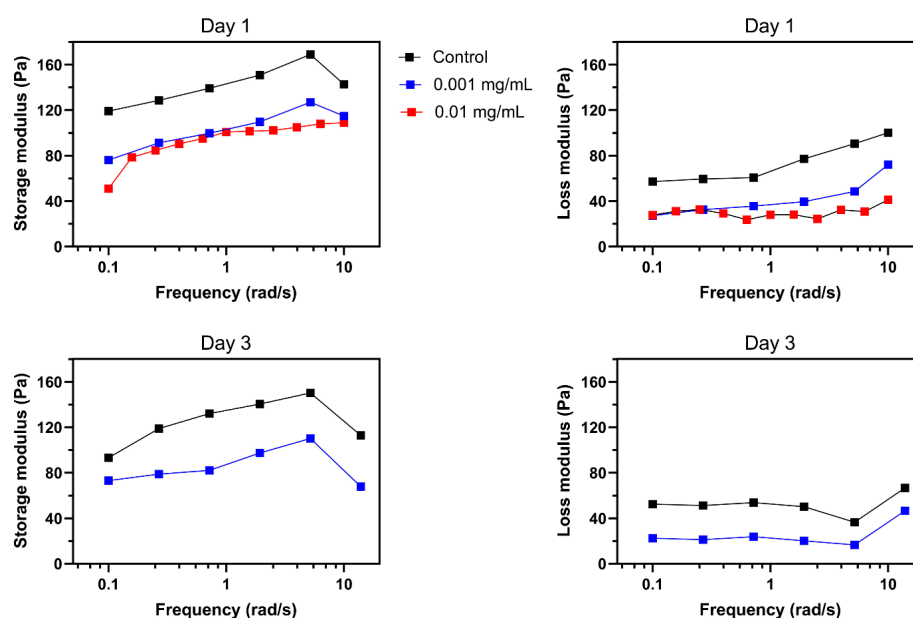 Day 1
Storage modulus (Pa)
160
120
80
40
0
0.1 1 10
Frequency (rad/s)
Control
0.001 mg/mL
0.01 mg/mL
Day 1
Loss modulus (Pa)
160
120
80
40
0
0.1 1 10
Frequency (rad/s)
Day 3
Storage modulus (Pa)
160
120
80
40
0
0.1 1 10
Frequency (rad/s)
Day 3
Loss modulus (Pa)
160
120
80
40
0
0.1 1 10
Frequency (rad/s)